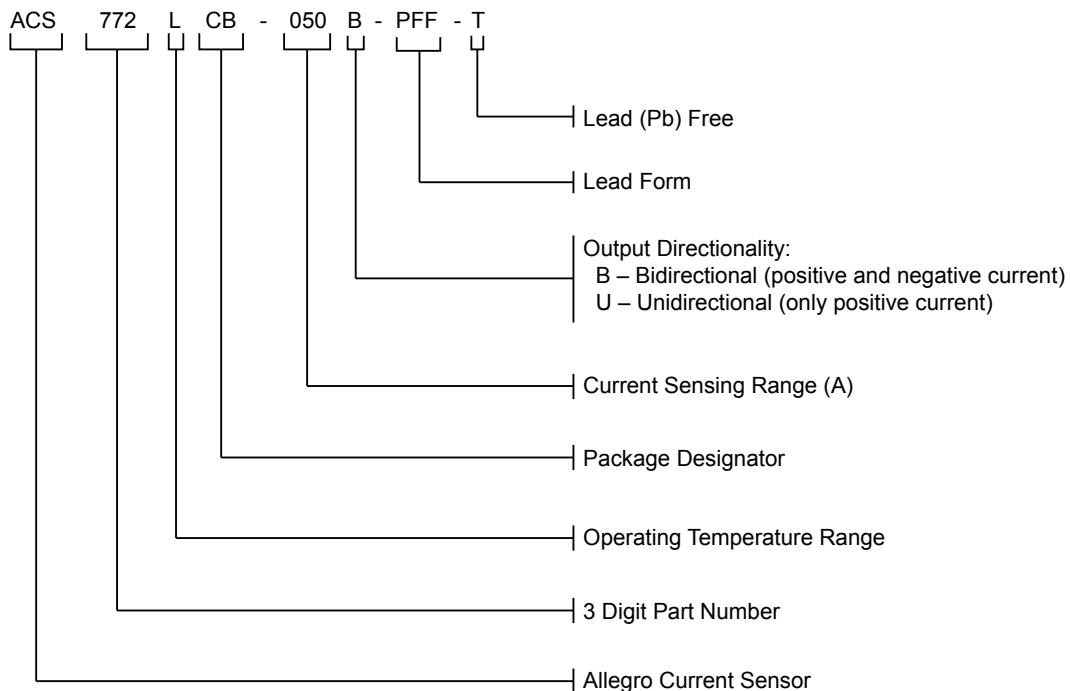 ACS 772 L CB - 050 B - PFF - T
Lead (Pb) Free
Lead Form
Output Directionality:
B – Bidirectional (positive and negative current)
U – Unidirectional (only positive current)
Current Sensing Range (A)
Package Designator
Operating Temperature Range
3 Digit Part Number
Allegro Current Sensor